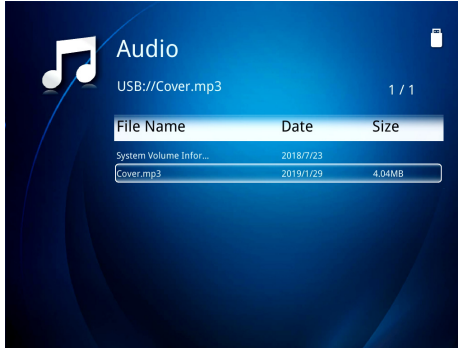 Audio
USB://Cover.mp3 1 / 1
File Name Date Size
System Volume Infor... 2018/7/23
Cover.mp3 2019/1/29 4.04MB